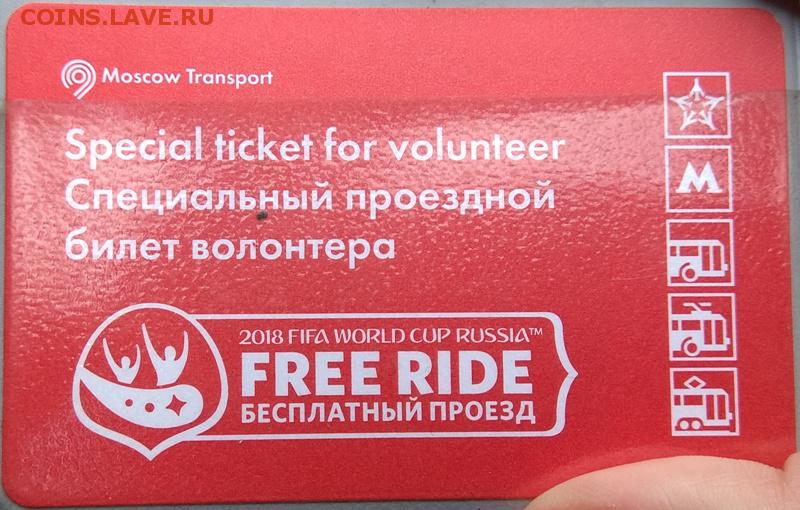 COINS.LAVE.RU
Moscow Transport
Special ticket for volunteer
Специальный проездной
билет волонтера
М
2018 FIFA WORLD CUP RUSSIA™
FREE RIDE
БЕСПЛАТНЫЙ ПРОЕЗД